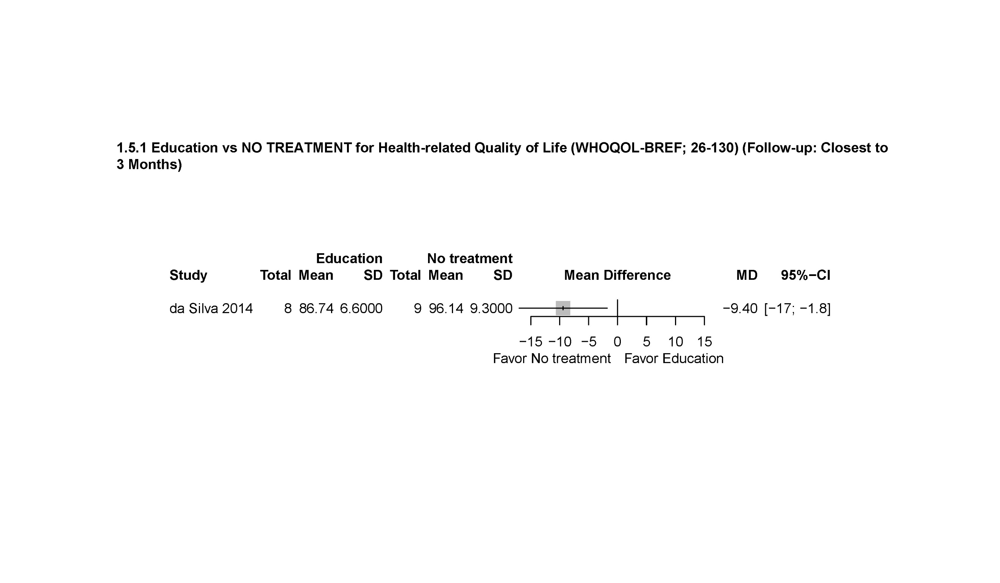 1.5.1 Education vs NO TREATMENT for Health-related Quality of Life (WHOQOL-BREF; 26-130) (Follow-up: Closest to
3 Months)
Education No treatment
Study Total Mean SD Total Mean SD Mean Difference MD 95%−CI
da Silva 2014 8 86.74 6.6000 9 96.14 9.3000 −9.40 [−17; −1.8]
−15 −10 −5 0 5 10 15
Favor No treatment Favor Education